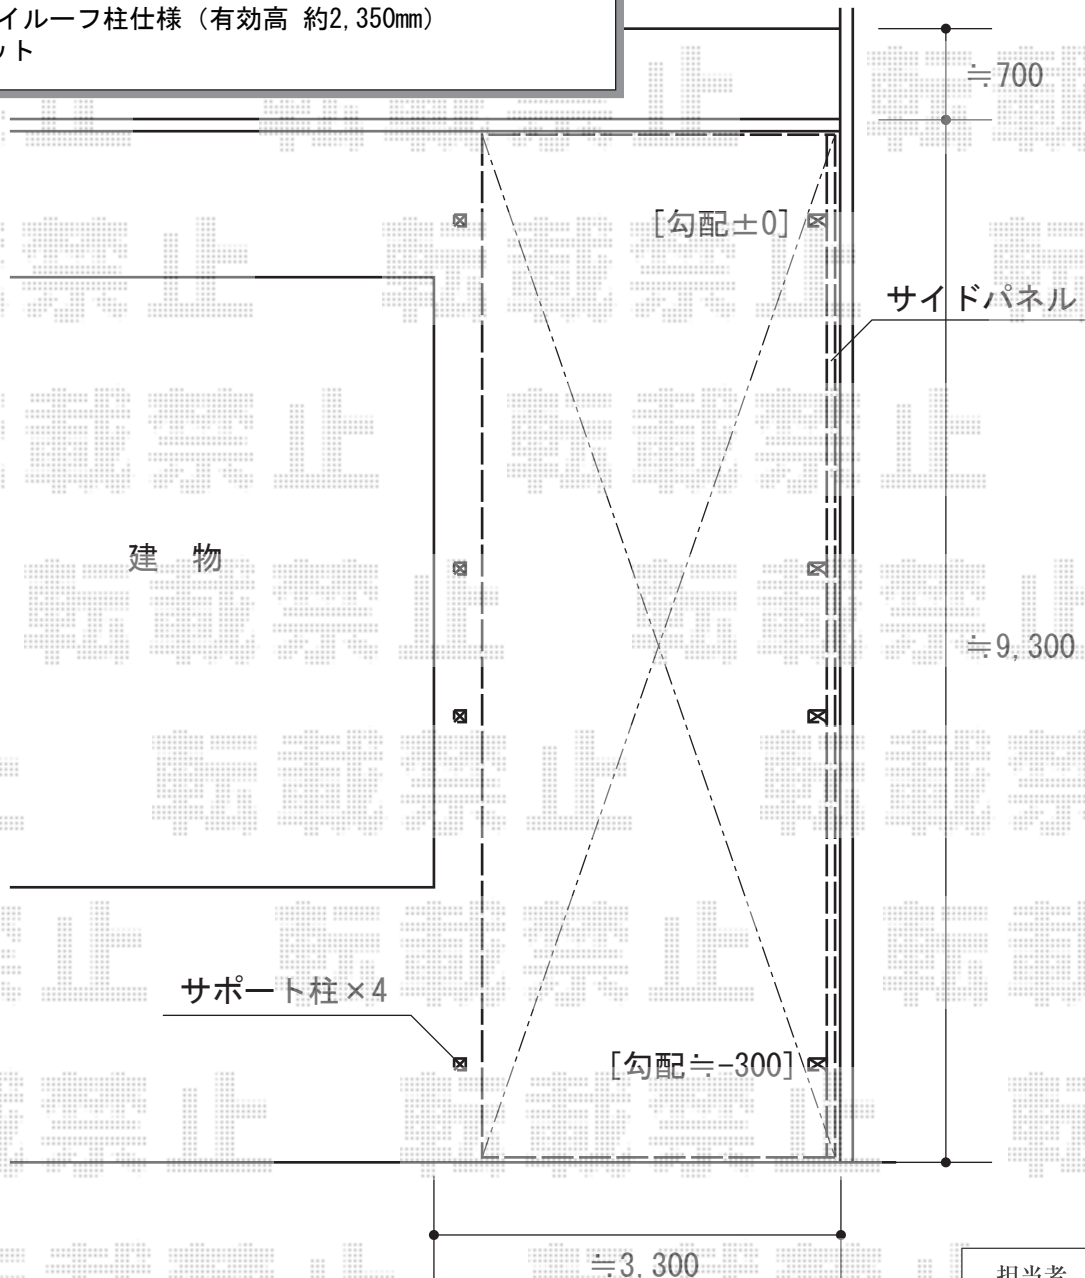 イルーフ柱仕様（有効高 約2,350mm）
ット
≒700
[勾配±0]
サイドパネル
建 物
≒9,300
サポート柱×4
[勾配≒-300]
≒3,300
担当者
転載禁止